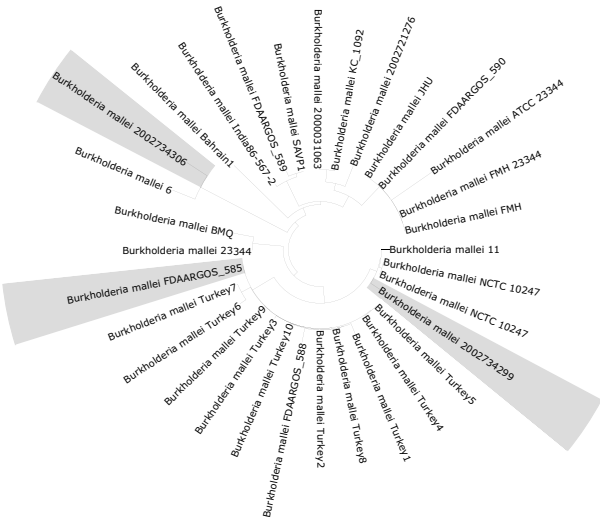 Burkholderia mallei 11
Burkholderia mallei FMH
Burkholderia mallei FMH 23344
Burkholderia mallei ATCC 23344
Burkholderia mallei FDAARGOS_590
Burkholderia mallei JHU
Burkholderia mallei 2002721276
Burkholderia mallei KC_1092
Burkholderia mallei 2000031063
Burkholderia mallei SAVP1
Burkholderia mallei FDAARGOS_589
Burkholderia mallei India86-567-2
Burkholderia mallei Bahrain1
Burkholderia mallei 2002734306
Burkholderia mallei 6
Burkholderia mallei BMQ
Burkholderia mallei 23344
Burkholderia mallei FDAARGOS_585
Burkholderia mallei Turkey7
Burkholderia mallei Turkey6
Burkholderia mallei Turkey9
Burkholderia mallei Turkey3
Burkholderia mallei Turkey10
Burkholderia mallei FDAARGOS_588
Burkholderia mallei Turkey2
Burkholderia mallei Turkey8
Burkholderia mallei Turkey1
Burkholderia mallei Turkey4
Burkholderia mallei Turkey5
Burkholderia mallei 2002734299
Burkholderia mallei NCTC 10247
Burkholderia mallei NCTC 10247